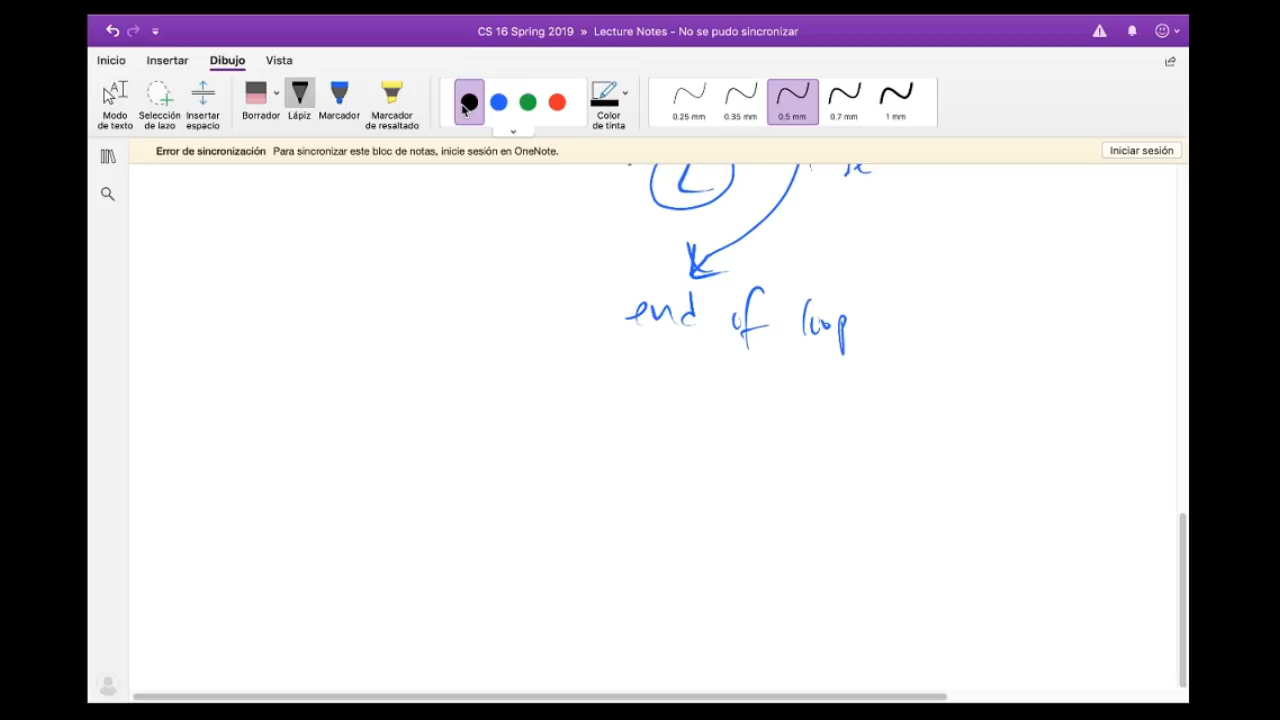 CS 16 Spring 2019 » Lecture Notes - No se pudo sincronizar
Inicio Insertar Dibujo Vista
Modo de texto
Selección de lazo
Insertar espacio
Borrador
Lápiz
Marcador
Marcador de resaltado
Color de tinta
0.25 mm
0.35 mm
0.5 mm
0.7 mm
1 mm
Error de sincronización Para sincronizar este bloc de notas, inicie sesión en OneNote.
Iniciar sesión
L
end of loop